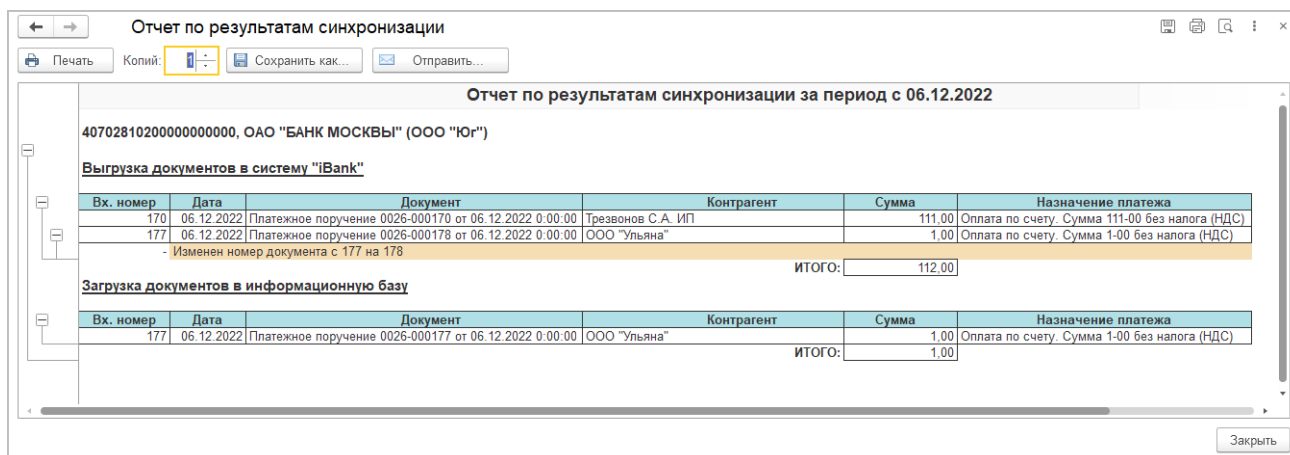 Отчет по результатам синхронизации
Печать Копий: 1 Сохранить как... Отправить...
Отчет по результатам синхронизации за период с 06.12.2022
40702810200000000000, ОАО "БАНК МОСКВЫ" (ООО "Юг")
Выгрузка документов в систему "iBank"
Вх. номер Дата Документ Контрагент Сумма Назначение платежа
170 06.12.2022 Платежное поручение 0026-000170 от 06.12.2022 0:00:00 Трезвонов С.А. ИП 111,00 Оплата по счету. Сумма 111-00 без налога (НДС)
177 06.12.2022 Платежное поручение 0026-000178 от 06.12.2022 0:00:00 ООО "Ульяна" 1,00 Оплата по счету. Сумма 1-00 без налога (НДС)
- Изменен номер документа с 177 на 178
ИТОГО: 112,00
Загрузка документов в информационную базу
Вх. номер Дата Документ Контрагент Сумма Назначение платежа
177 06.12.2022 Платежное поручение 0026-000177 от 06.12.2022 0:00:00 ООО "Ульяна" 1,00 Оплата по счету. Сумма 1-00 без налога (НДС)
ИТОГО: 1,00
Закрыть